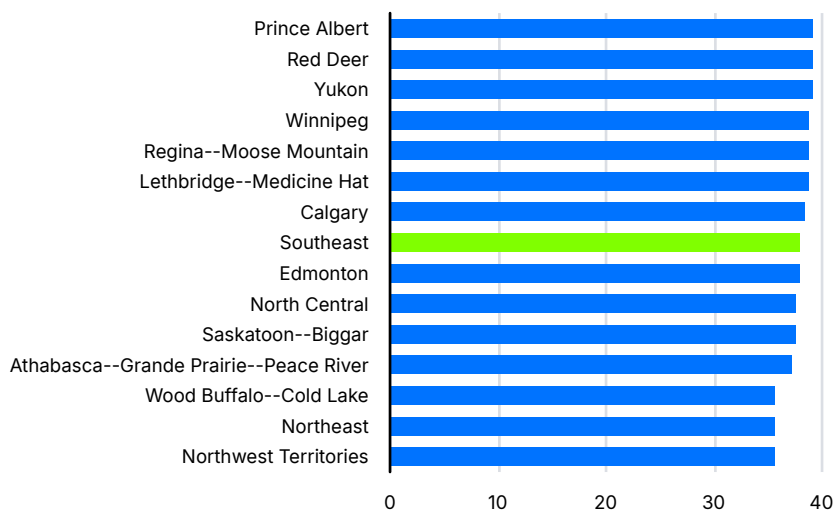 Prince Albert
Red Deer
Yukon
Winnipeg
Regina--Moose Mountain
Lethbridge--Medicine Hat
Calgary
Southeast
Edmonton
North Central
Saskatoon--Biggar
Athabasca--Grande Prairie--Peace River
Wood Buffalo--Cold Lake
Northeast
Northwest Territories
0 10 20 30 40